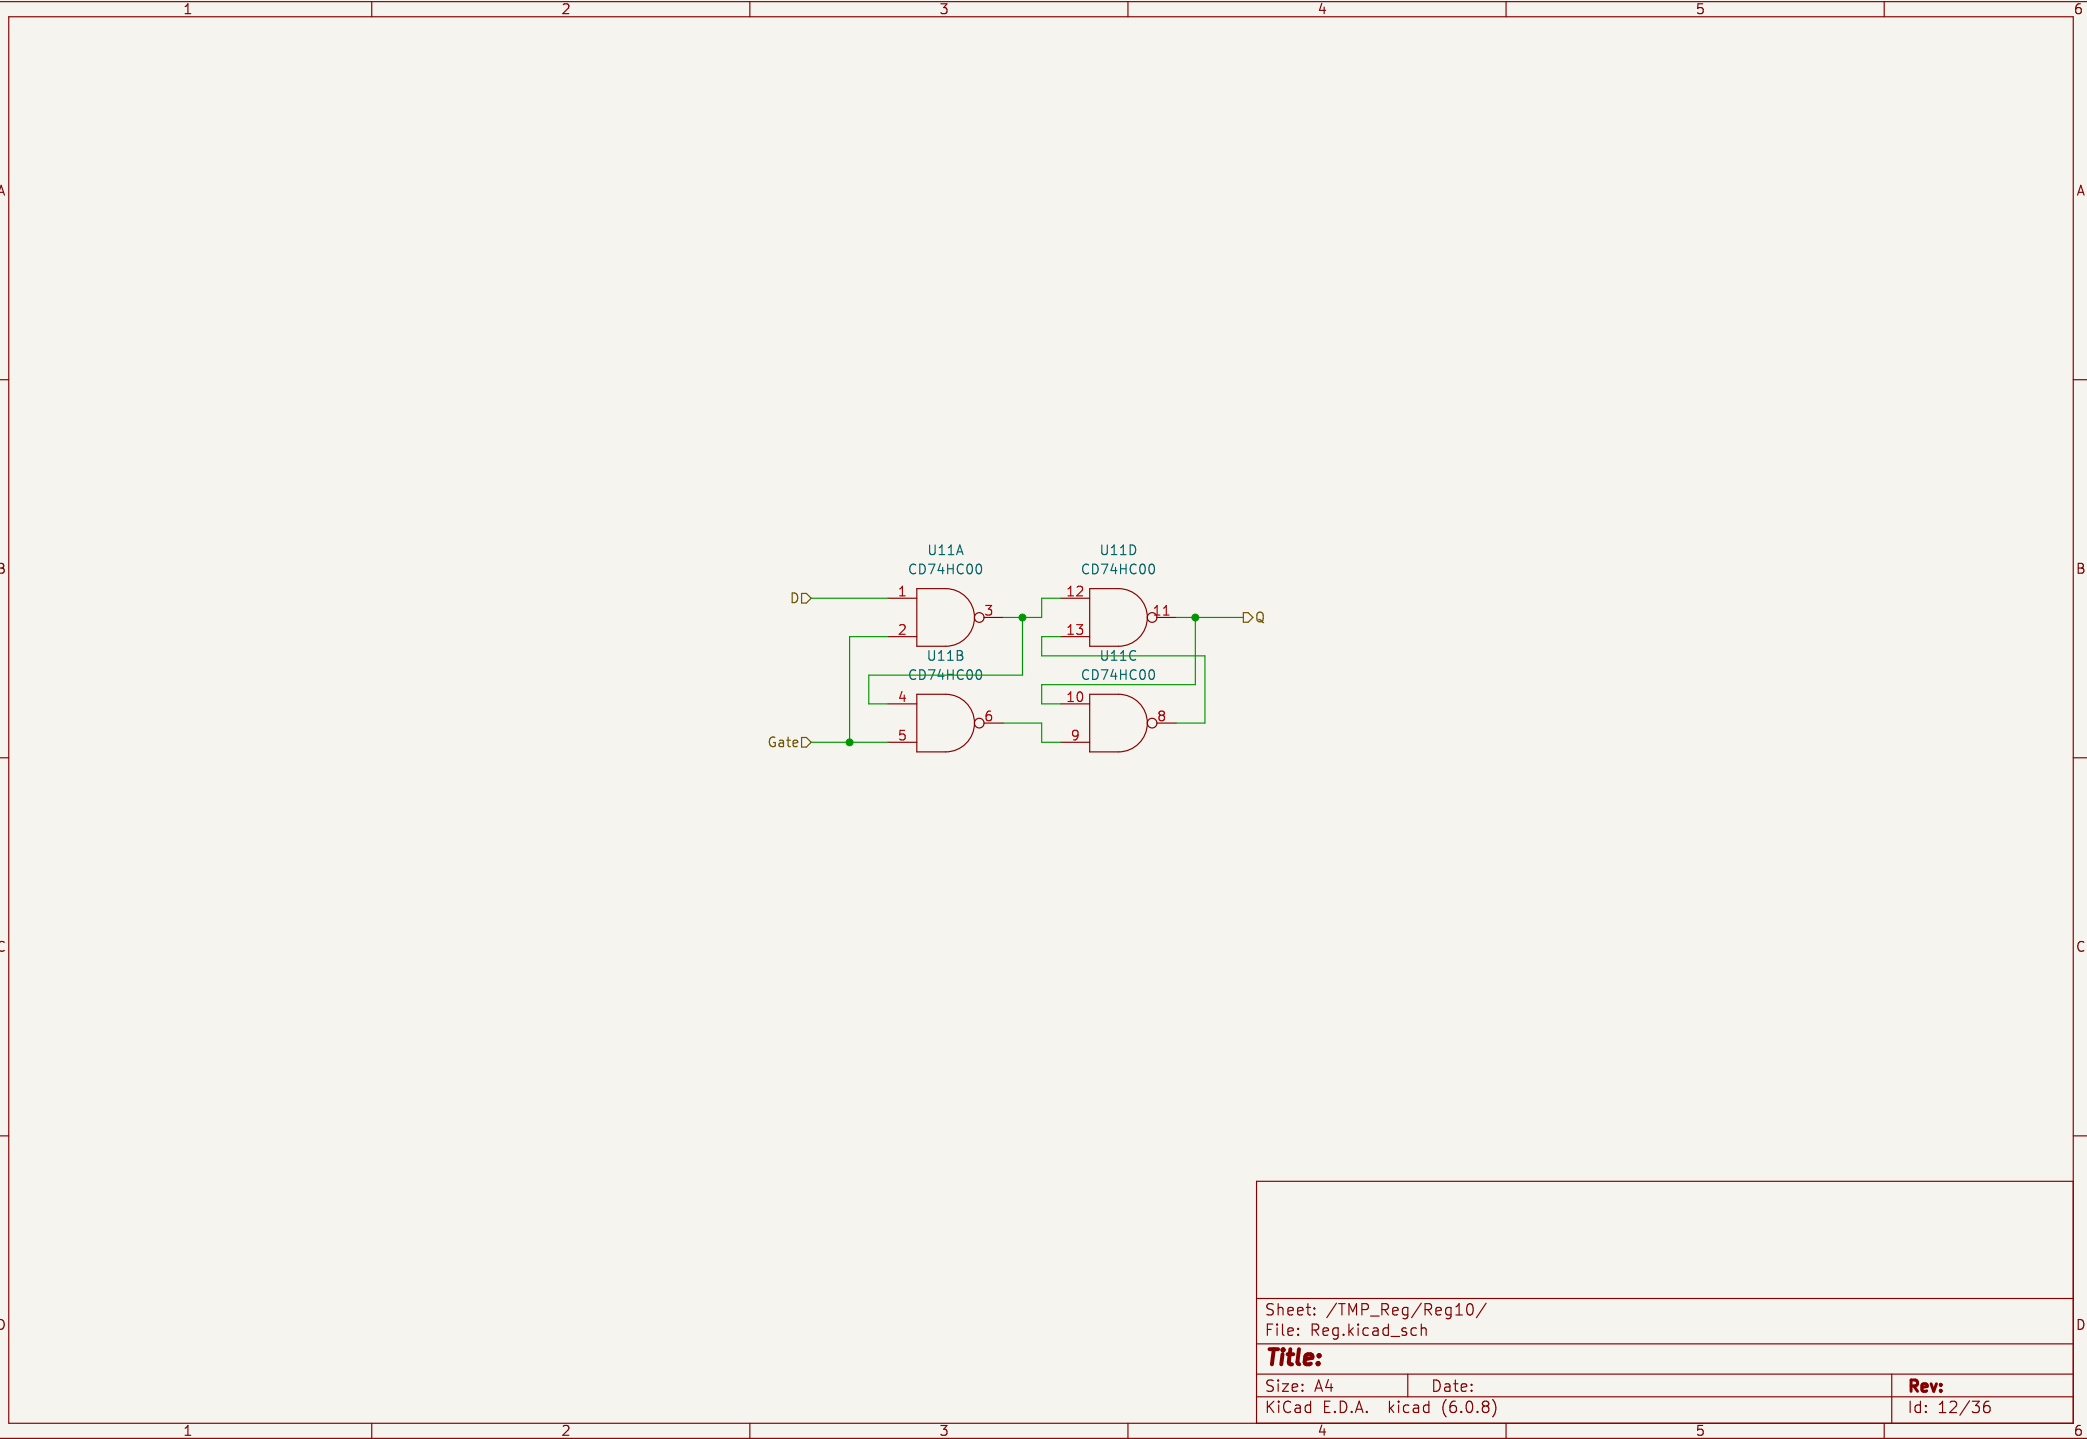 1 2 3 4 5 6
A A
B B
U11A U11D
CD74HC00 CD74HC00
D 1 3 12 11 Q
2 13
U11B U11C
CD74HC00 CD74HC00
4 6 10 8
Gate 5 9
C C
Sheet: /TMP_Reg/Reg10/
D File: Reg.kicad_sch D
Title:
Size: A4 Date: Rev:
KiCad E.D.A. kicad (6.0.8) Id: 12/36
1 2 3 4 5 6